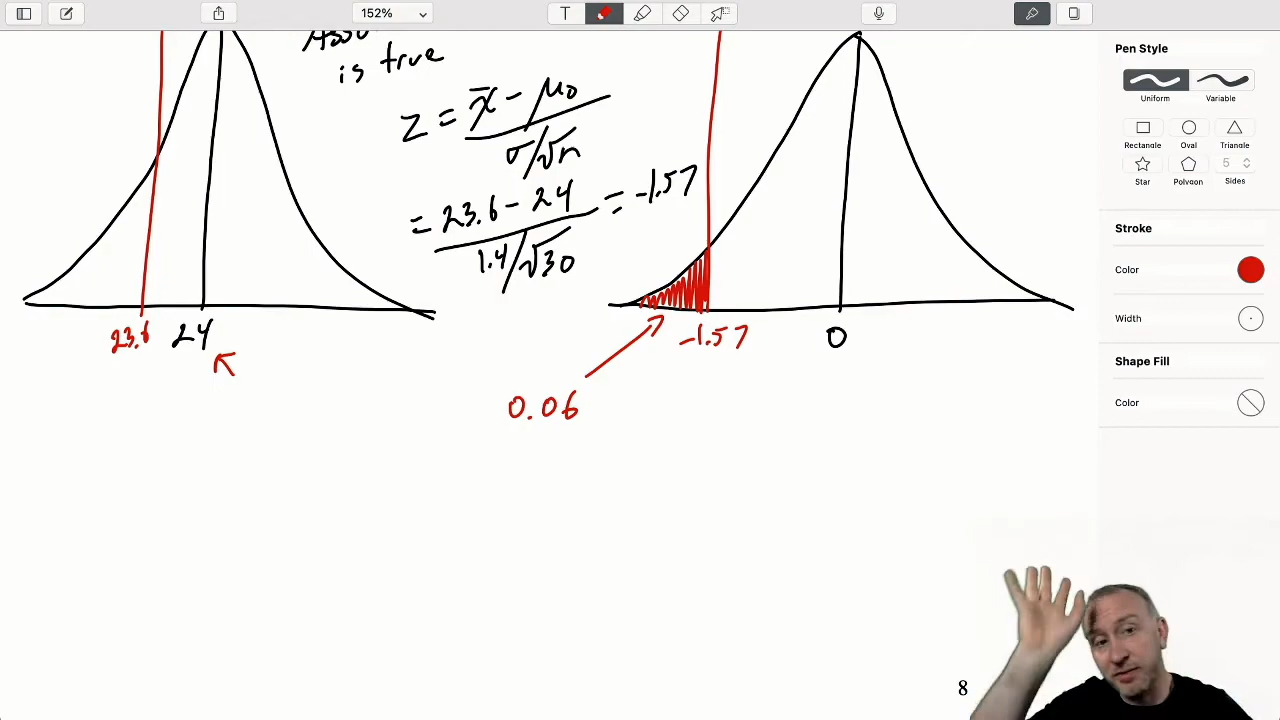 152%
T
Asso
is true
z = x̄ - μ0 / σ/√n
= 23.6 - 24 / 1.4/√30 = -1.57
23.6 24
-1.57 0
0.06
8
Pen Style
Uniform Variable
Rectangle Oval Triangle
5
Star Polygon Sides
Stroke
Color
Width
Shape Fill
Color